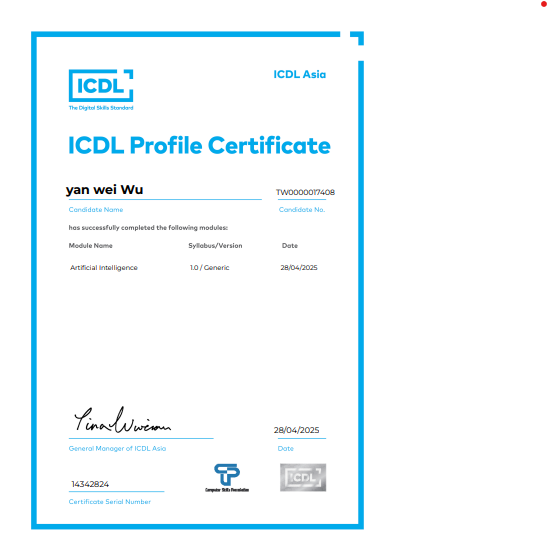 ICDL Asia
ICDL
The Digital Skills Standard
ICDL Profile Certificate
yan wei Wu TW0000017408
Candidate Name Candidate No.
has successfully completed the following modules:
Module Name Syllabus/Version Date
Artificial Intelligence 1.0 / Generic 28/04/2025
28/04/2025
General Manager of ICDL Asia Date
14342824
Computer Skills Foundation
ICDL
Certificate Serial Number